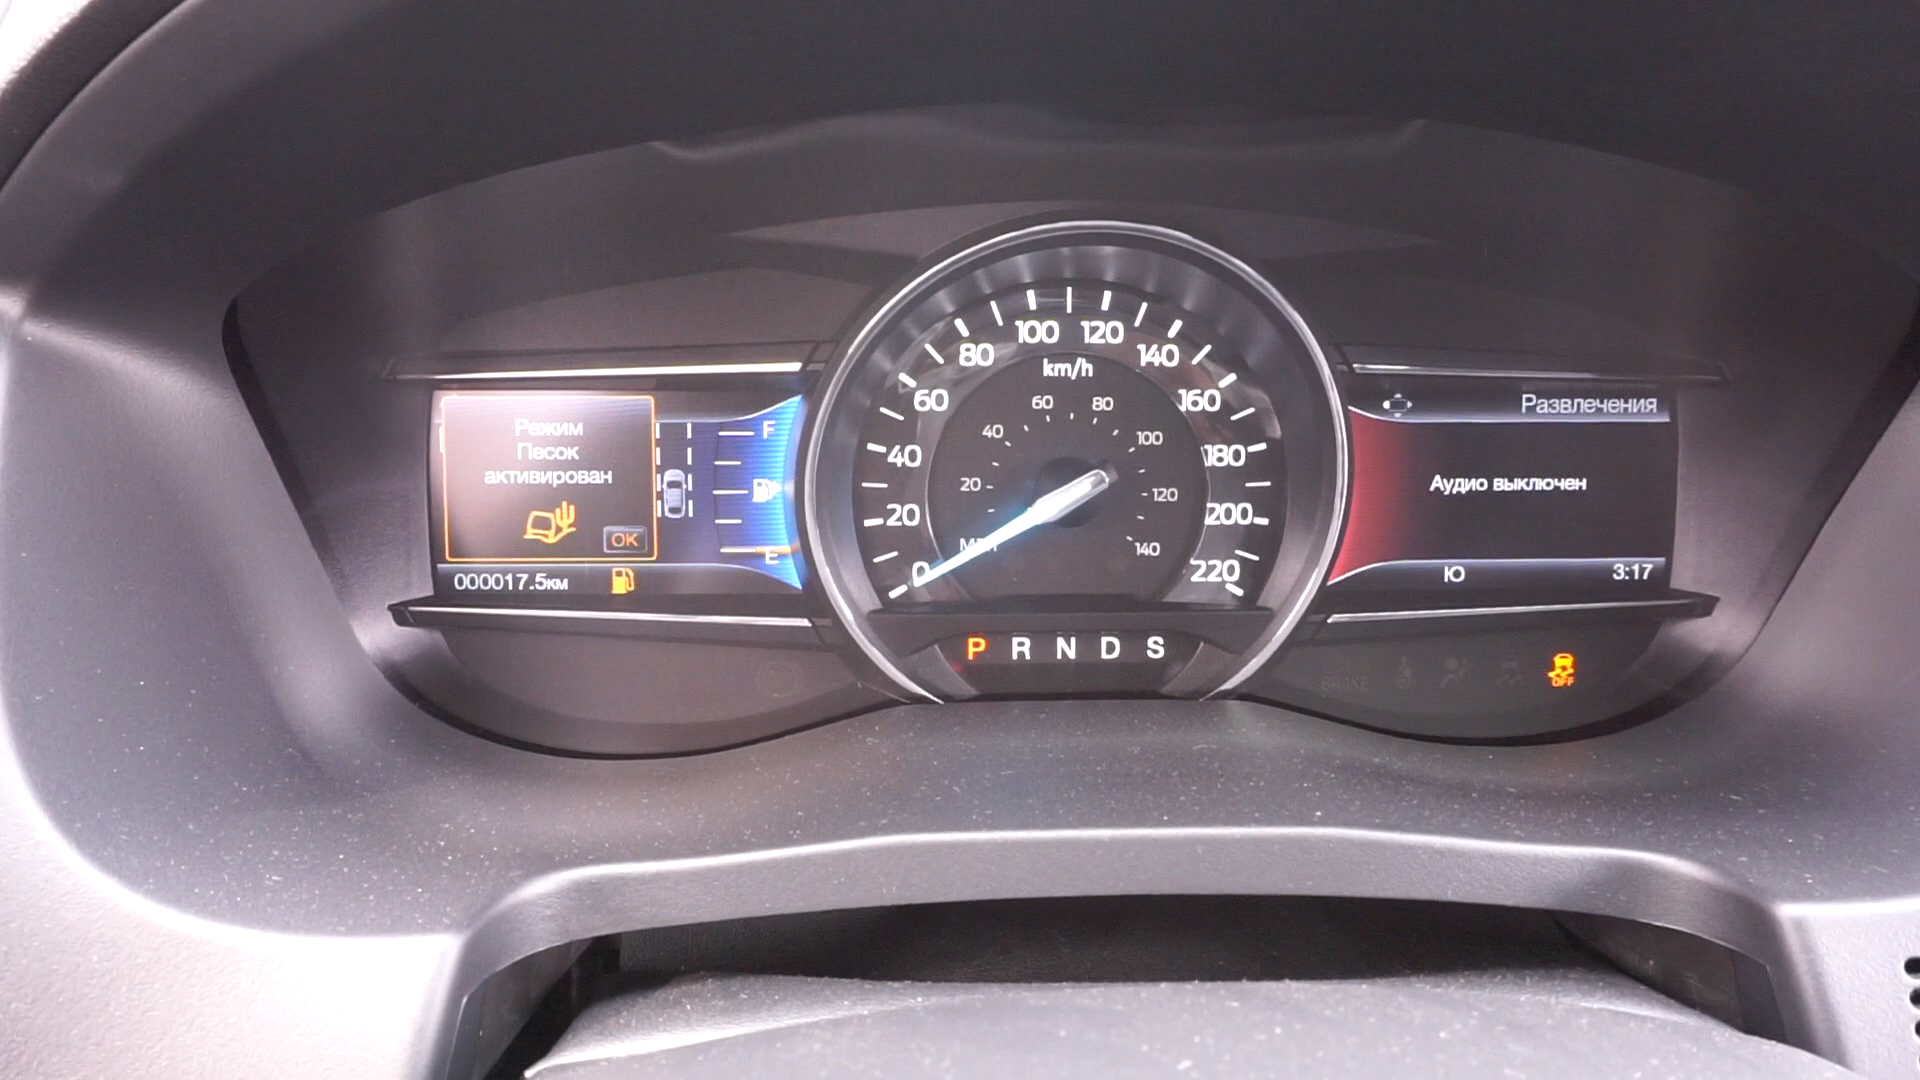 Режим
Песок
активирован
OK
000017.5км
F
E
0
20
40
60
80
100
120
140
160
180
200
220
km/h
20
40
60
80
100
120
140
P R N D S
Развлечения
Аудио выключен
Ю 3:17
OFF